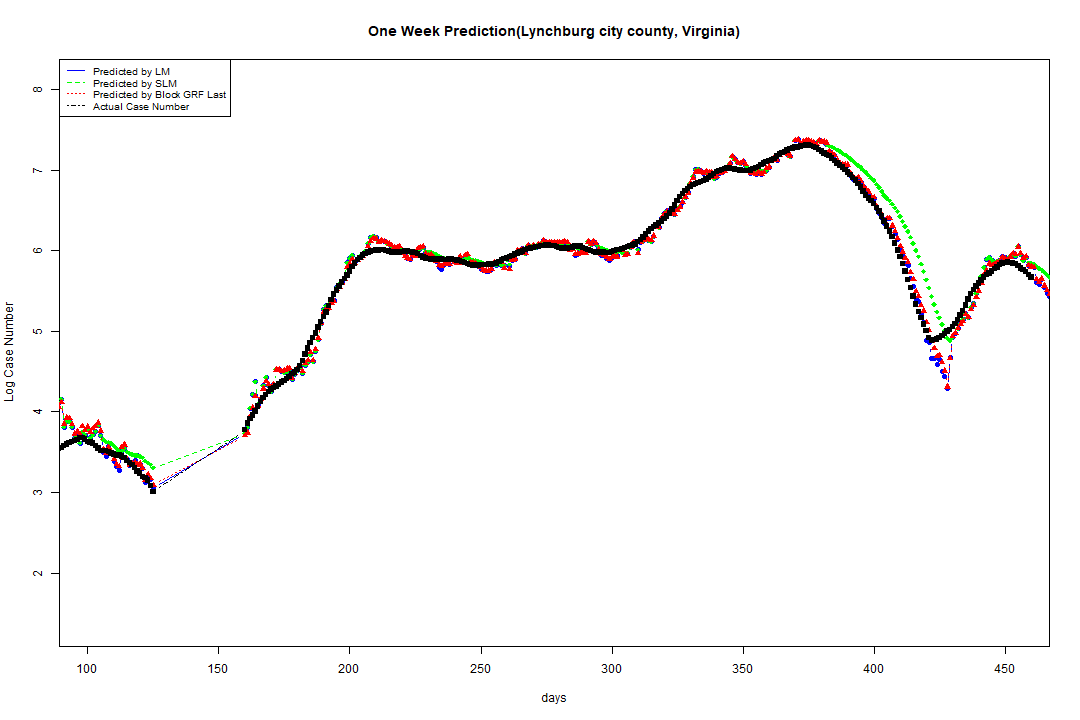 One Week Prediction(Lynchburg city county, Virginia)
Predicted by LM
Predicted by SLM
Predicted by Block GRF Last
Actual Case Number
Log Case Number
8
7
6
5
4
3
2
100 150 200 250 300 350 400 450
days